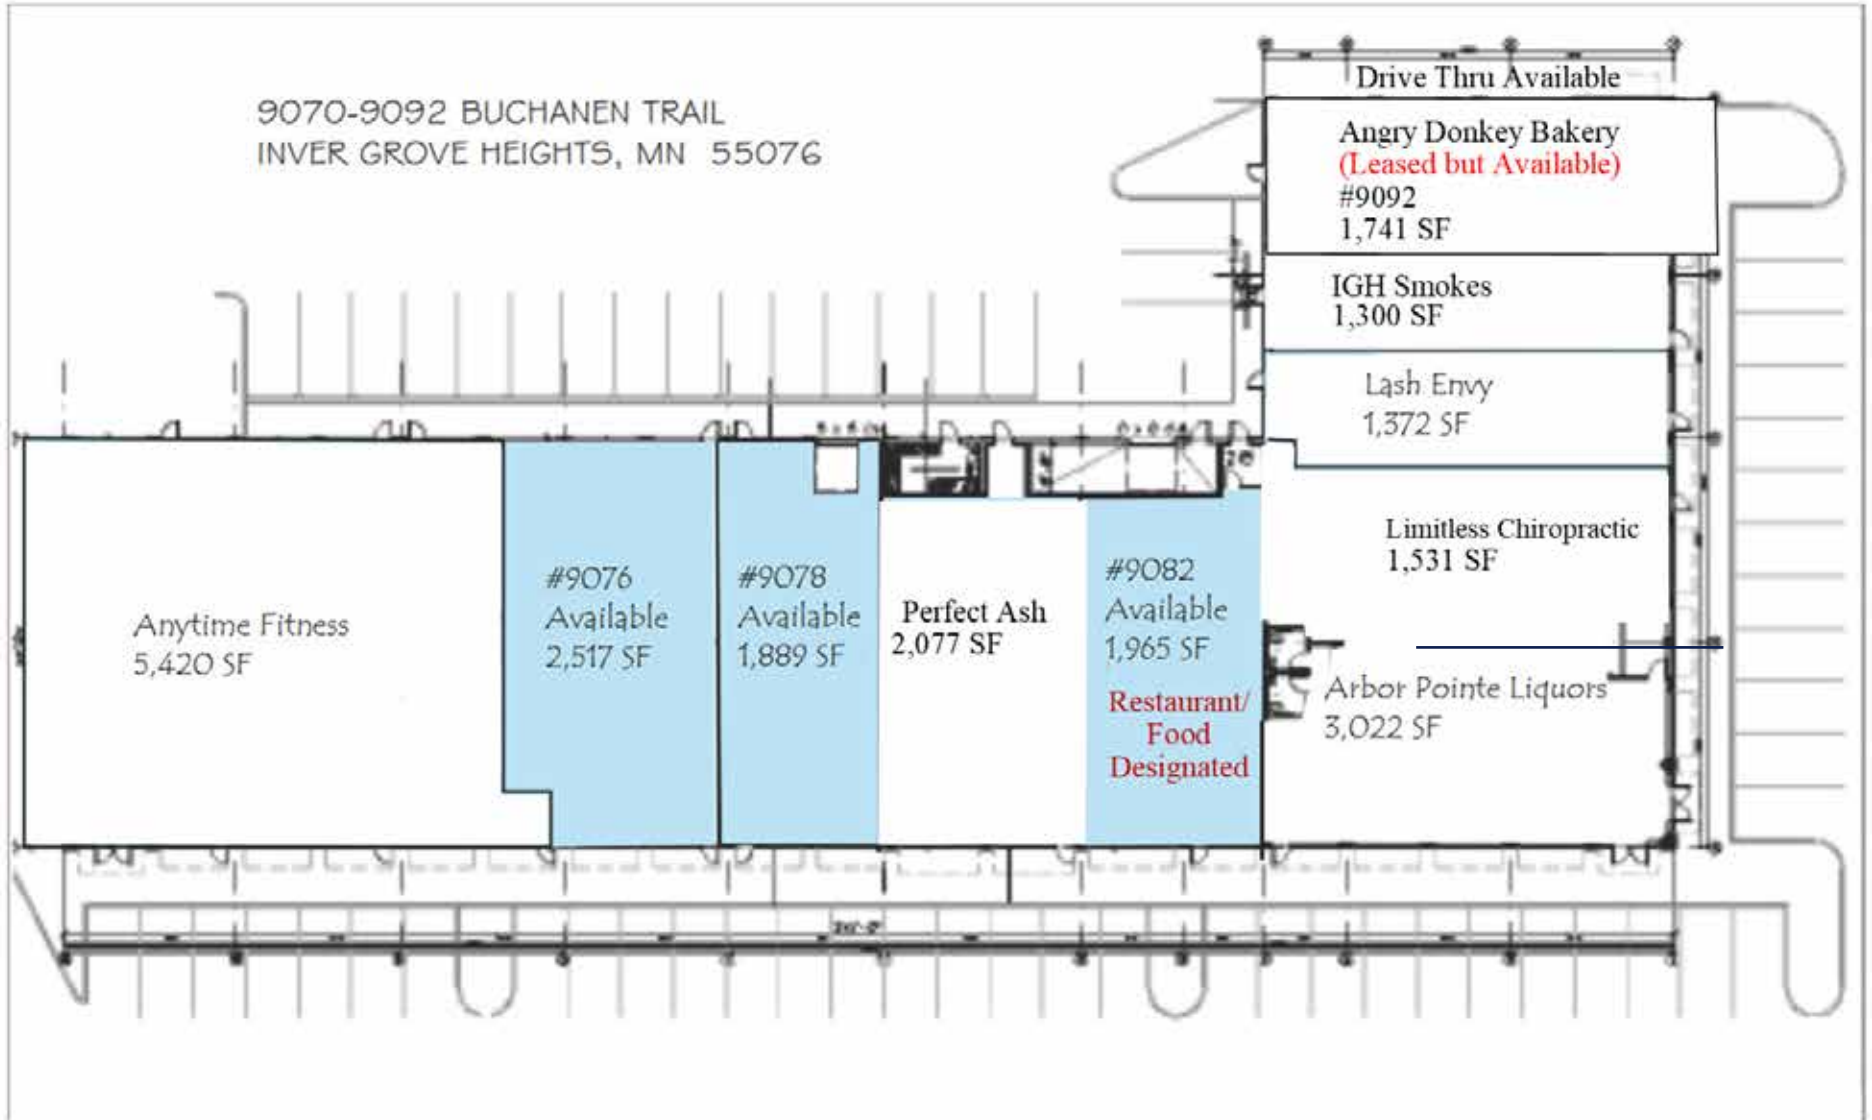 9070-9092 BUCHANEN TRAIL
INVER GROVE HEIGHTS, MN 55076
Drive Thru Available
Angry Donkey Bakery
(Leased but Available)
#9092
1,741 SF
IGH Smokes
1,300 SF
Lash Envy
1,372 SF
Limitless Chiropractic
1,531 SF
Anytime Fitness
5,420 SF
#9076
Available
2,517 SF
#9078
Available
1,889 SF
Perfect Ash
2,077 SF
#9082
Available
1,965 SF
Restaurant/
Food
Designated
Arbor Pointe Liquors
3,022 SF